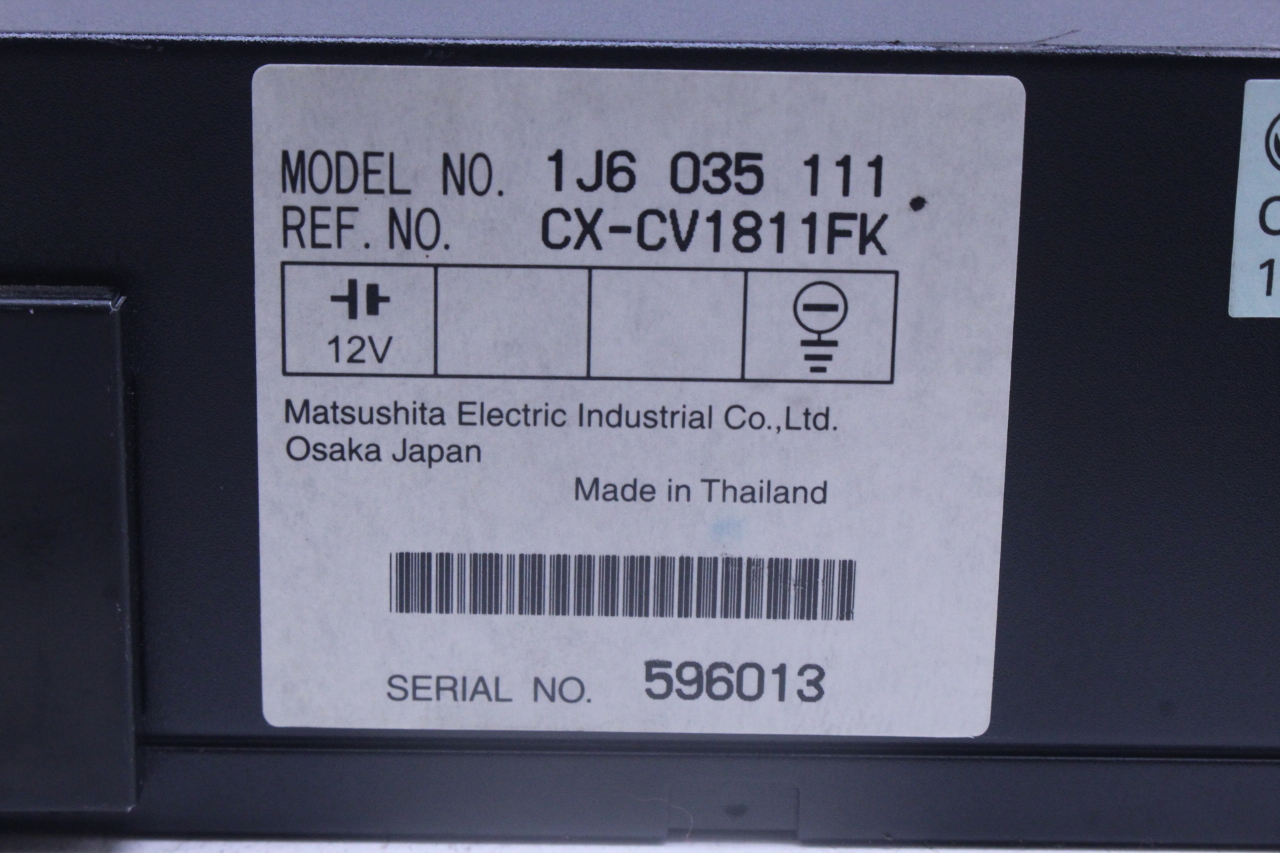 MODEL NO. 1J6 035 111
REF. NO. CX-CV1811FK
12V
Matsushita Electric Industrial Co.,Ltd.
Osaka Japan
Made in Thailand
SERIAL NO. 596013